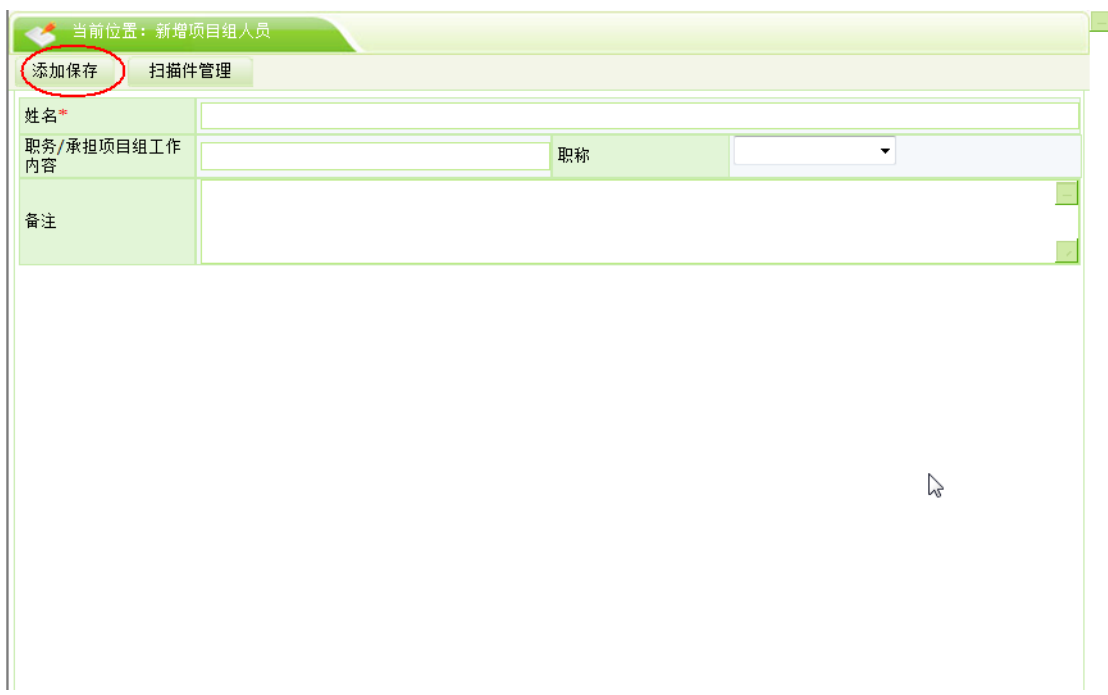 当前位置：新增项目组人员
添加保存 扫描件管理
姓名*
职务/承担项目组工作
内容
职称
备注